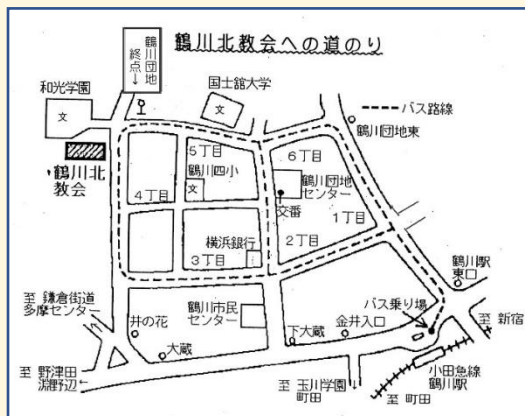 鶴川北教会への道のり
鶴川団地
終点↓
和光学園
文
国士舘大学
文
バス路線
鶴川団地東
鶴川北
教会
5丁目
鶴川四小
文
6丁目
鶴川団地
センター
交番
4丁目
1丁目
横浜銀行
3丁目
2丁目
鶴川駅
東口
バス乗り場
至 鎌倉街道
多摩センター
井の花
鶴川市民
センター
大蔵
下大蔵
金井入口
至 新宿
至 野津田
淵野辺←
至 玉川学園
町田
至 町田
小田急線
鶴川駅